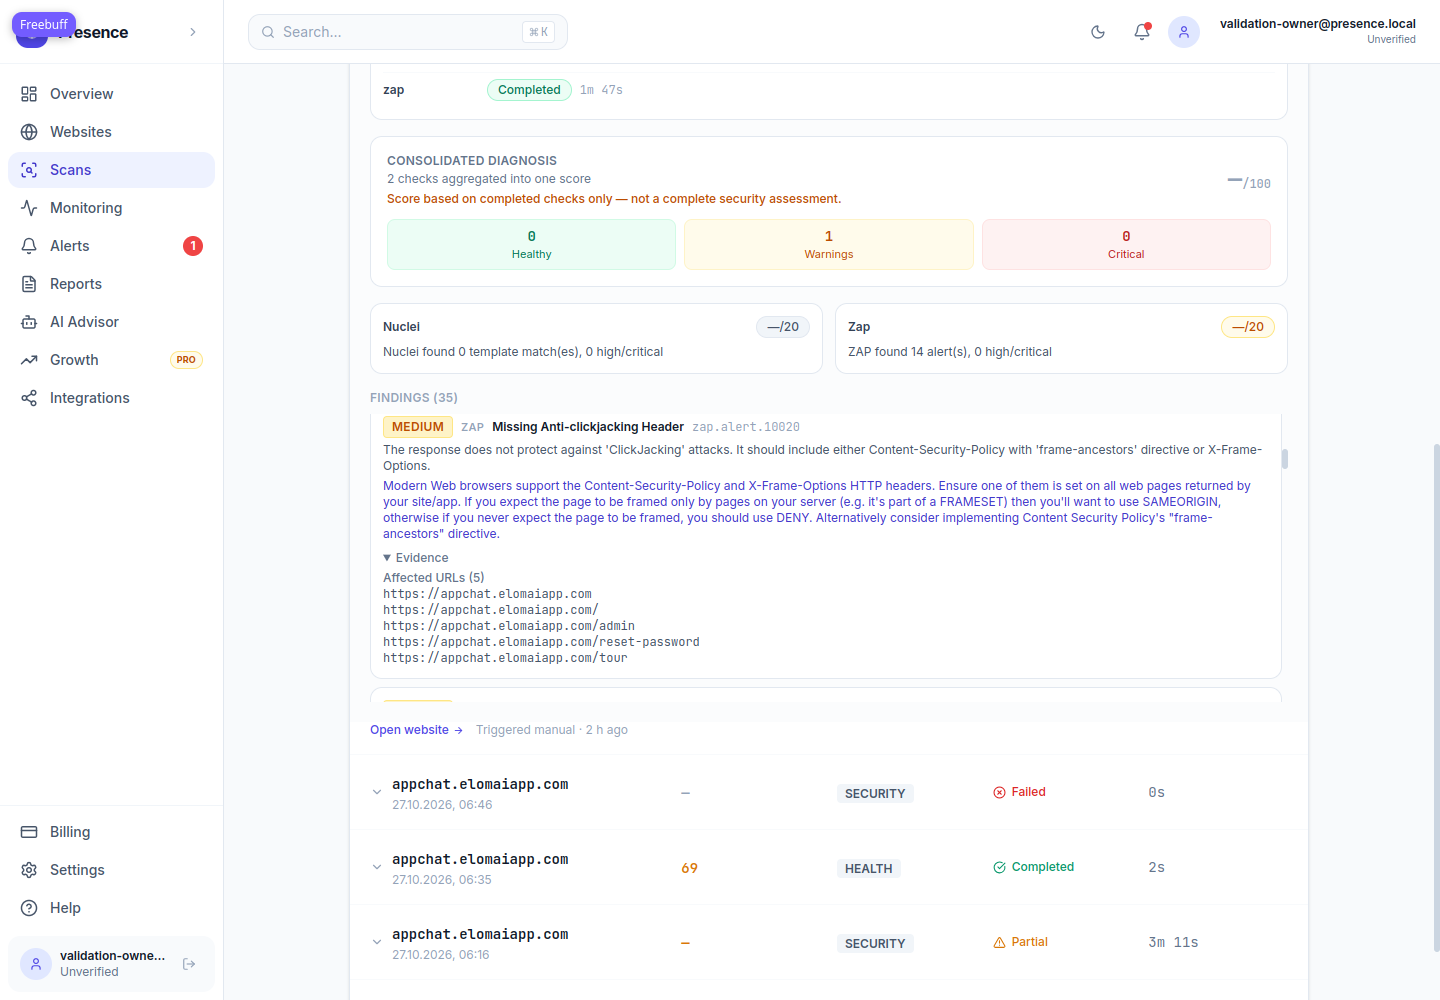 Freebuff
Presence
Search...
⌘K
validation-owner@presence.local
Unverified
Overview
Websites
Scans
Monitoring
Alerts
1
Reports
AI Advisor
Growth
PRO
Integrations
Billing
Settings
Help
validation-owne...
Unverified
zap
Completed
1m 47s
CONSOLIDATED DIAGNOSIS
2 checks aggregated into one score
Score based on completed checks only — not a complete security assessment.
—/100
0
Healthy
1
Warnings
0
Critical
Nuclei
—/20
Nuclei found 0 template match(es), 0 high/critical
Zap
—/20
ZAP found 14 alert(s), 0 high/critical
FINDINGS (35)
MEDIUM ZAP Missing Anti-clickjacking Header zap.alert.10020
The response does not protect against 'ClickJacking' attacks. It should include either Content-Security-Policy with 'frame-ancestors' directive or X-Frame-
Options.
Modern Web browsers support the Content-Security-Policy and X-Frame-Options HTTP headers. Ensure one of them is set on all web pages returned by
your site/app. If you expect the page to be framed only by pages on your server (e.g. it's part of a FRAMESET) then you'll want to use SAMEORIGIN,
otherwise if you never expect the page to be framed, you should use DENY. Alternatively consider implementing Content Security Policy's "frame-
ancestors" directive.
▼ Evidence
Affected URLs (5)
https://appchat.elomaiapp.com
https://appchat.elomaiapp.com/
https://appchat.elomaiapp.com/admin
https://appchat.elomaiapp.com/reset-password
https://appchat.elomaiapp.com/tour
Open website → Triggered manual · 2 h ago
appchat.elomaiapp.com
27.10.2026, 06:46
—
SECURITY
Failed
0s
appchat.elomaiapp.com
27.10.2026, 06:35
69
HEALTH
Completed
2s
appchat.elomaiapp.com
27.10.2026, 06:16
—
SECURITY
Partial
3m 11s